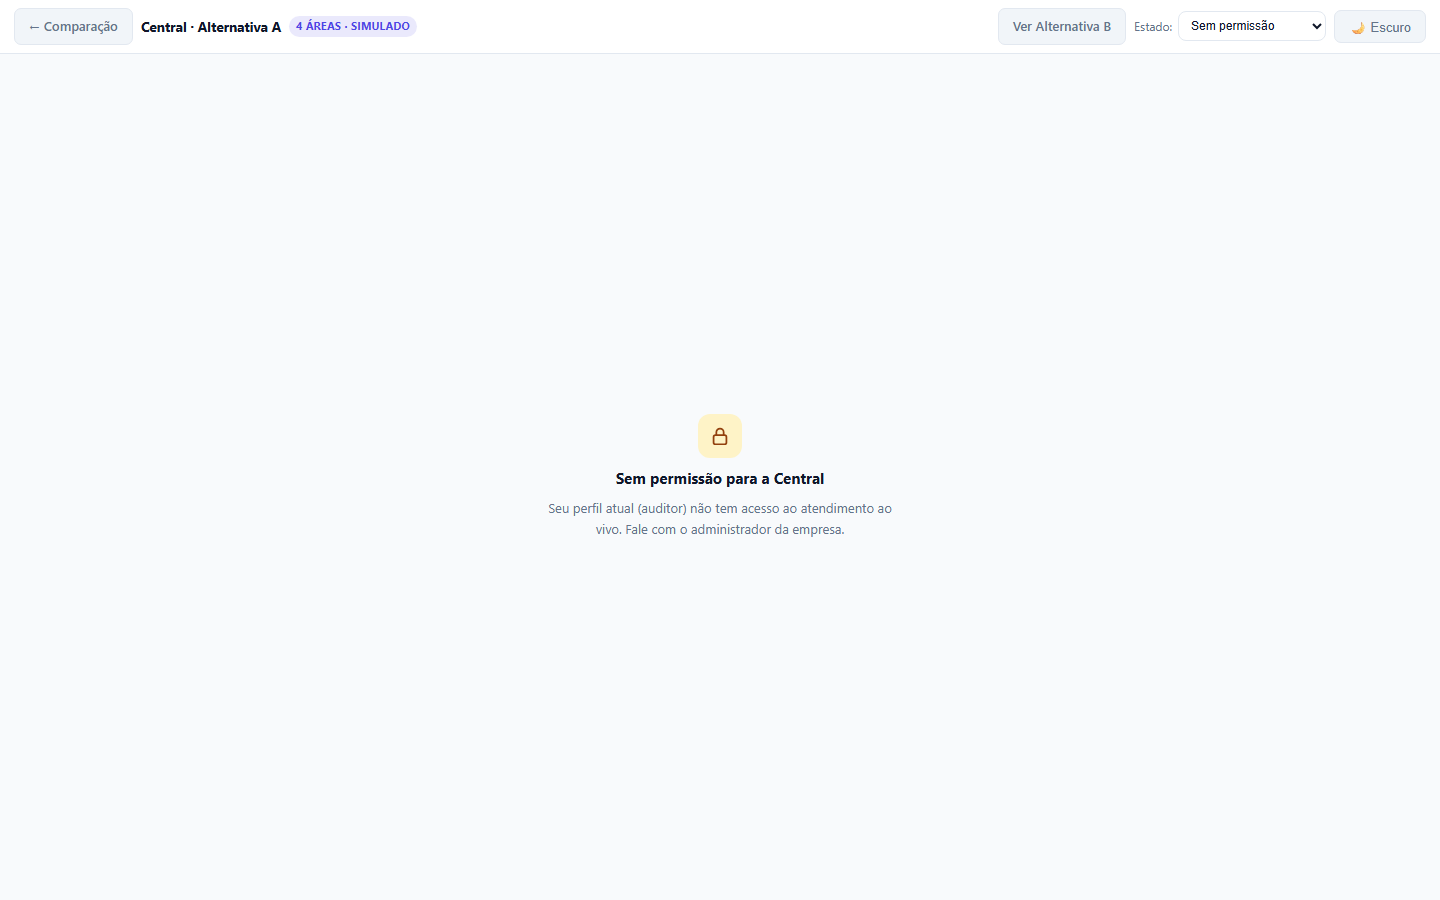 ← Comparação
Central · Alternativa A
4 ÁREAS · SIMULADO
Ver Alternativa B
Estado:
Sem permissão
🌙 Escuro
Sem permissão para a Central
Seu perfil atual (auditor) não tem acesso ao atendimento ao
vivo. Fale com o administrador da empresa.